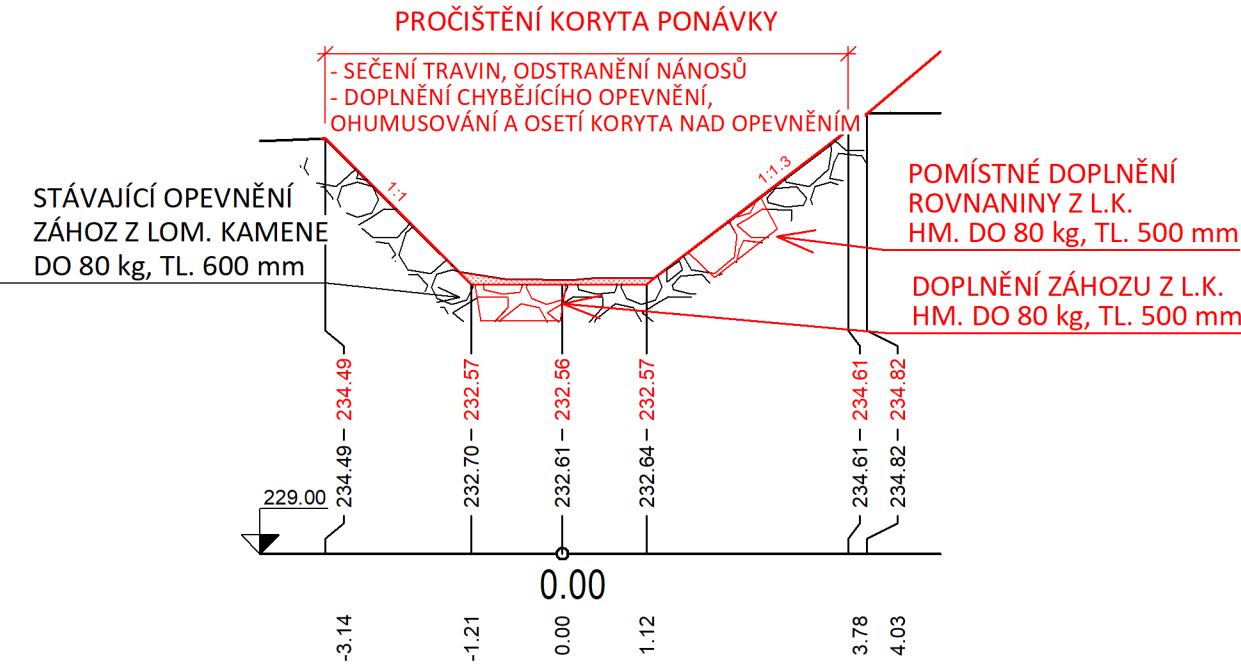 PROČIŠTĚNÍ KORYTA PONÁVKY
- SEČENÍ TRAVIN, ODSTRANĚNÍ NÁNOSŮ
- DOPLNĚNÍ CHYBĚJÍCÍHO OPEVNĚNÍ,
OHUMUSOVÁNÍ A OSETÍ KORYTA NAD OPEVNĚNÍM
STÁVAJÍCÍ OPEVNĚNÍ
ZÁHOZ Z LOM. KAMENE
DO 80 kg, TL. 600 mm
1:1
1:1.3
POMÍSTNÉ DOPLNĚNÍ
ROVNANINY Z L.K.
HM. DO 80 kg, TL. 500 mm
DOPLNĚNÍ ZÁHOZU Z L.K.
HM. DO 80 kg, TL. 500 mm
234.49 – 234.49
232.70 – 232.57
232.61 – 232.56
232.64 – 232.57
234.61 – 234.61
234.82 – 234.82
229.00
0.00
-3.14
-1.21
0.00
1.12
3.78
4.03